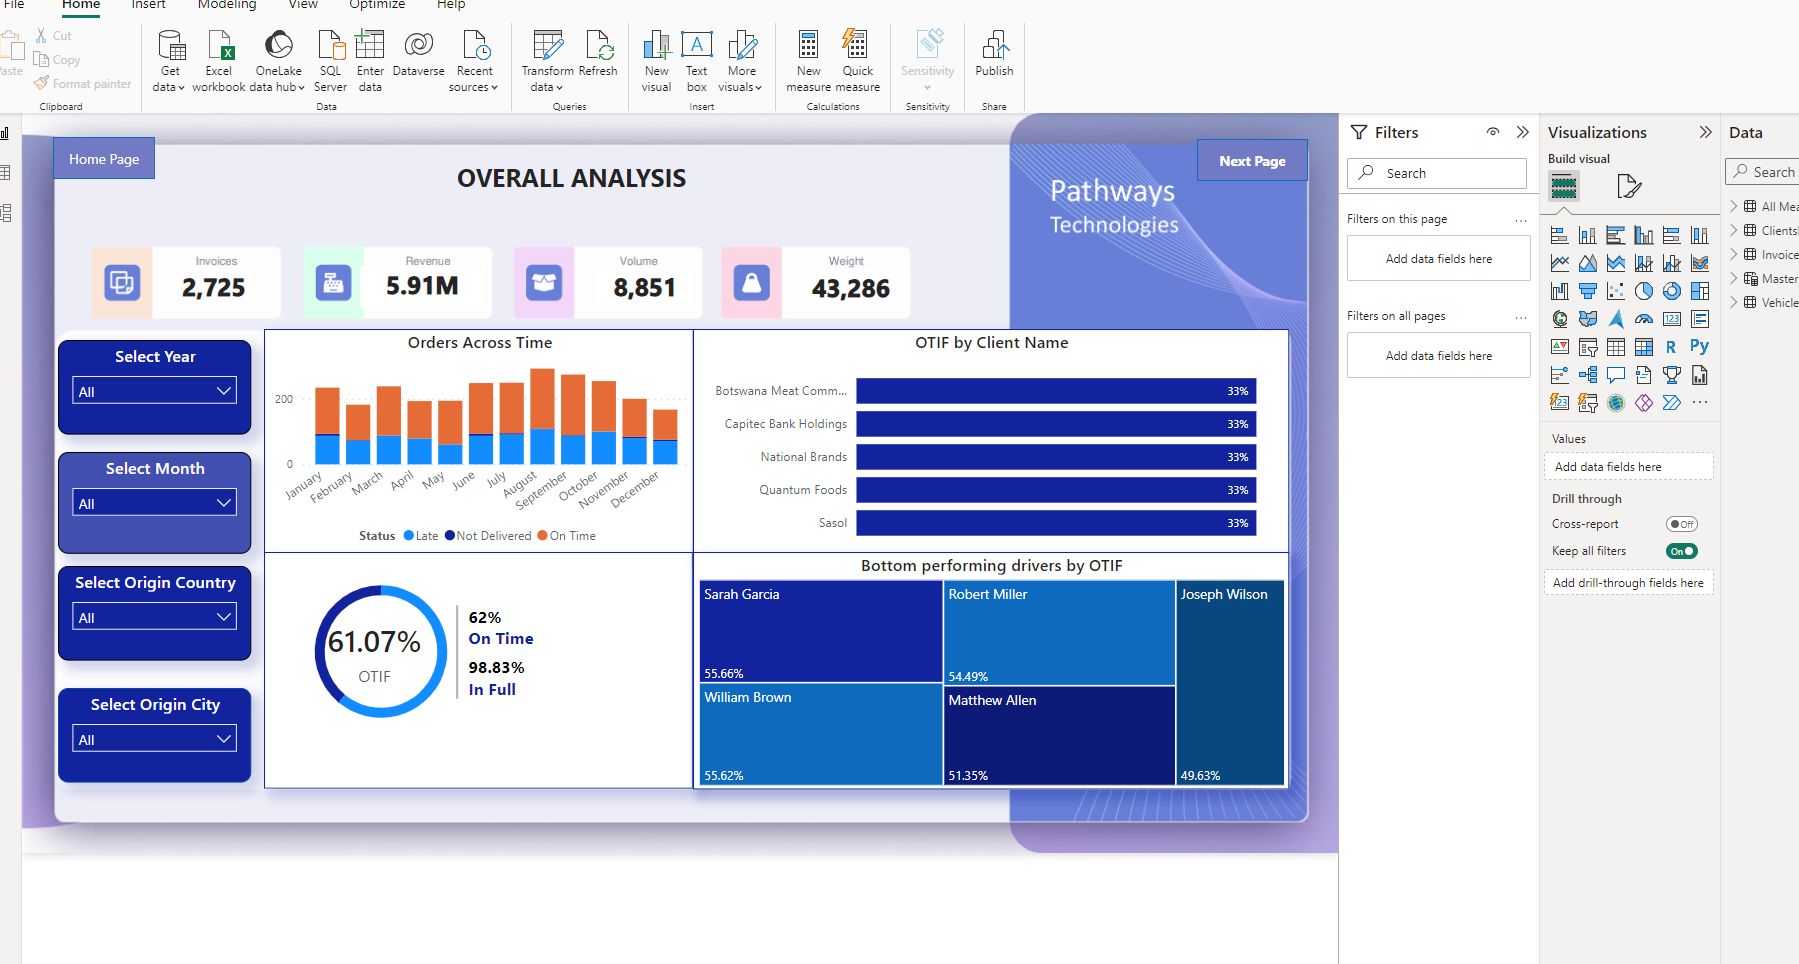 File Home Insert Modeling View Optimize Help
Cut
Copy
Format painter
Clipboard
Get data
Excel workbook
OneLake data hub
SQL Server
Enter data
Dataverse
Recent sources
Data
Transform data
Refresh
Queries
New visual
Text box
More visuals
Insert
New measure
Quick measure
Calculations
Sensitivity
Sensitivity
Publish
Share
Home Page
OVERALL ANALYSIS
Next Page
Pathways
Technologies
Invoices
2,725
Revenue
5.91M
Volume
8,851
Weight
43,286
Select Year
All
Select Month
All
Select Origin Country
All
Select Origin City
All
Orders Across Time
200
0
January February March April May June July August September October November December
Status Late Not Delivered On Time
OTIF by Client Name
Botswana Meat Comm... 33%
Capitec Bank Holdings 33%
National Brands 33%
Quantum Foods 33%
Sasol 33%
61.07%
OTIF
62%
On Time
98.83%
In Full
Bottom performing drivers by OTIF
Sarah Garcia
55.66%
William Brown
55.62%
Robert Miller
54.49%
Matthew Allen
51.35%
Joseph Wilson
49.63%
Filters
Search
Filters on this page
...
Add data fields here
Filters on all pages
...
Add data fields here
Visualizations
Build visual
123
R
Py
123
...
Values
Add data fields here
Drill through
Cross-report Off
Keep all filters On
Add drill-through fields here
Data
Search
All Mea
Clients
Invoice
Master
Vehicle